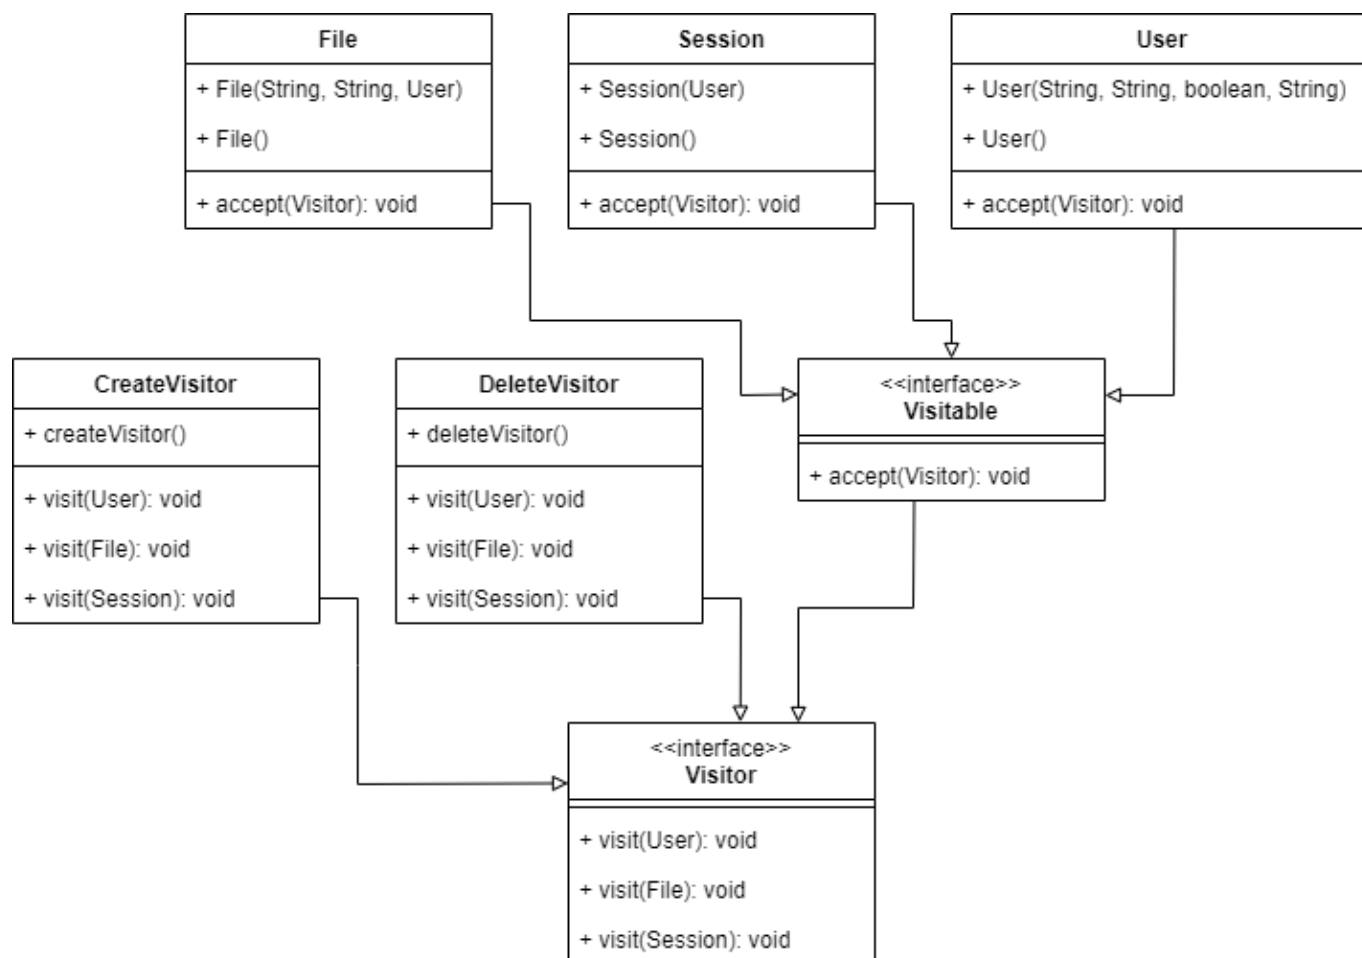 File
+ File(String, String, User)
+ File()
+ accept(Visitor): void
Session
+ Session(User)
+ Session()
+ accept(Visitor): void
User
+ User(String, String, boolean, String)
+ User()
+ accept(Visitor): void
CreateVisitor
+ createVisitor()
+ visit(User): void
+ visit(File): void
+ visit(Session): void
DeleteVisitor
+ deleteVisitor()
+ visit(User): void
+ visit(File): void
+ visit(Session): void
<<interface>>
Visitable
+ accept(Visitor): void
<<interface>>
Visitor
+ visit(User): void
+ visit(File): void
+ visit(Session): void